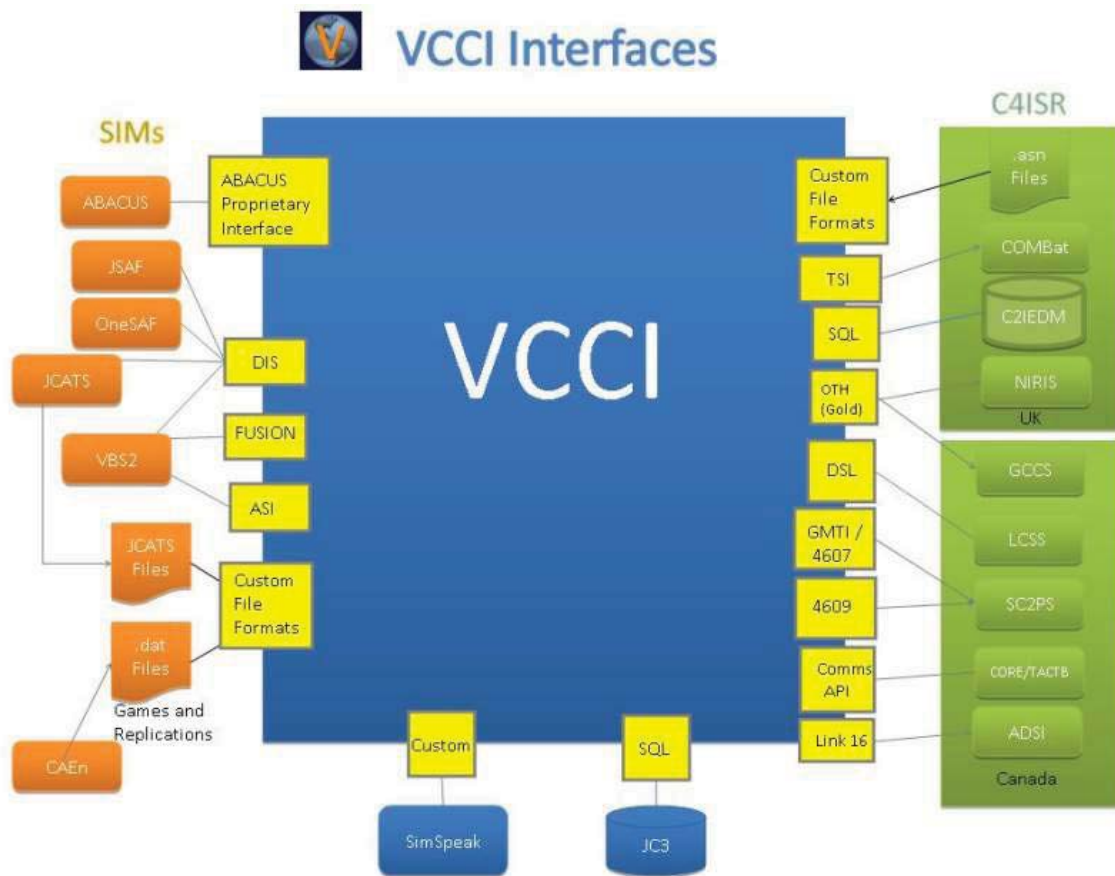 V
VCCI Interfaces
SIMs
C4ISR
ABACUS
ABACUS
Proprietary
Interface
JSAF
OneSAF
JCATS
DIS
FUSION
VBS2
ASI
JCATS
Files
Custom
File
Formats
.dat
Files
Games and
Replications
CAEn
VCCI
Custom
File
Formats
TSI
SQL
OTH
(Gold)
DSL
GMTI /
4607
4609
Comms
API
Link 16
.asn
Files
COMBat
C2IEDM
NIRIS
UK
GCCS
LCSS
SC2PS
CORE/TACTB
ADSI
Canada
Custom
SQL
SimSpeak
JC3